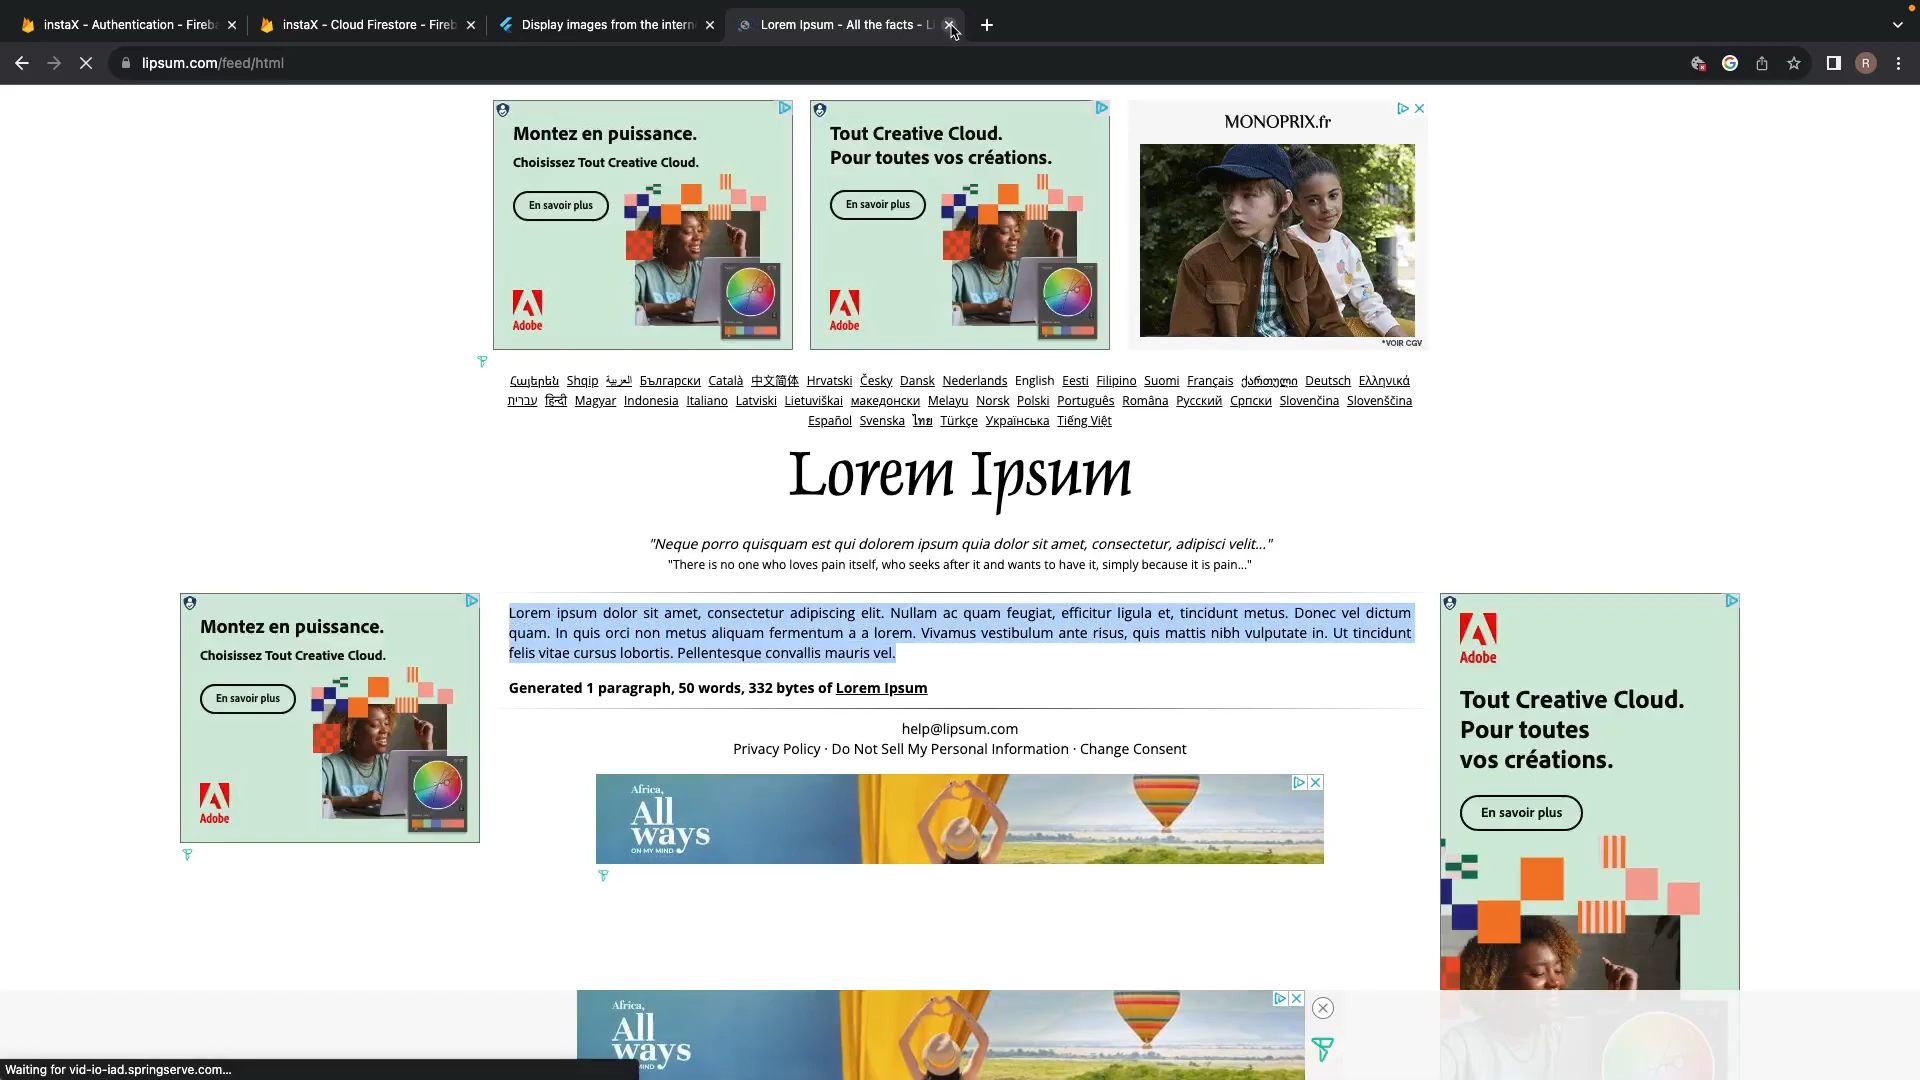 instaX - Authentication - Fireba
instaX - Cloud Firestore - Fireb
Display images from the intern
Lorem Ipsum - All the facts - Li
lipsum.com/feed/html
R
Montez en puissance.
Choisissez Tout Creative Cloud.
En savoir plus
Adobe
Tout Creative Cloud.
Pour toutes vos créations.
En savoir plus
Adobe
MONOPRIX.fr
*VOIR CGV
Հայերեն Shqip العربية Български Català 中文简体 Hrvatski Česky Dansk Nederlands English Eesti Filipino Suomi Français ქართული Deutsch Ελληνικά
עברית हिन्दी Magyar Indonesia Italiano Latviski Lietuviškai македонски Melayu Norsk Polski Português Româna Русский Српски Slovenčina Slovenščina
Español Svenska ไทย Türkçe Українська Tiếng Việt
Lorem Ipsum
"Neque porro quisquam est qui dolorem ipsum quia dolor sit amet, consectetur, adipisci velit..."
"There is no one who loves pain itself, who seeks after it and wants to have it, simply because it is pain..."
Montez en puissance.
Choisissez Tout Creative Cloud.
En savoir plus
Adobe
Lorem ipsum dolor sit amet, consectetur adipiscing elit. Nullam ac quam feugiat, efficitur ligula et, tincidunt metus. Donec vel dictum
quam. In quis orci non metus aliquam fermentum a a lorem. Vivamus vestibulum ante risus, quis mattis nibh vulputate in. Ut tincidunt
felis vitae cursus lobortis. Pellentesque convallis mauris vel.
Generated 1 paragraph, 50 words, 332 bytes of Lorem Ipsum
help@lipsum.com
Privacy Policy · Do Not Sell My Personal Information · Change Consent
Adobe
Tout Creative Cloud.
Pour toutes
vos créations.
En savoir plus
Africa,
All
ways
ON MY MIND
Africa,
All
ways
ON MY MIND
Waiting for vid-io-iad.springserve.com...